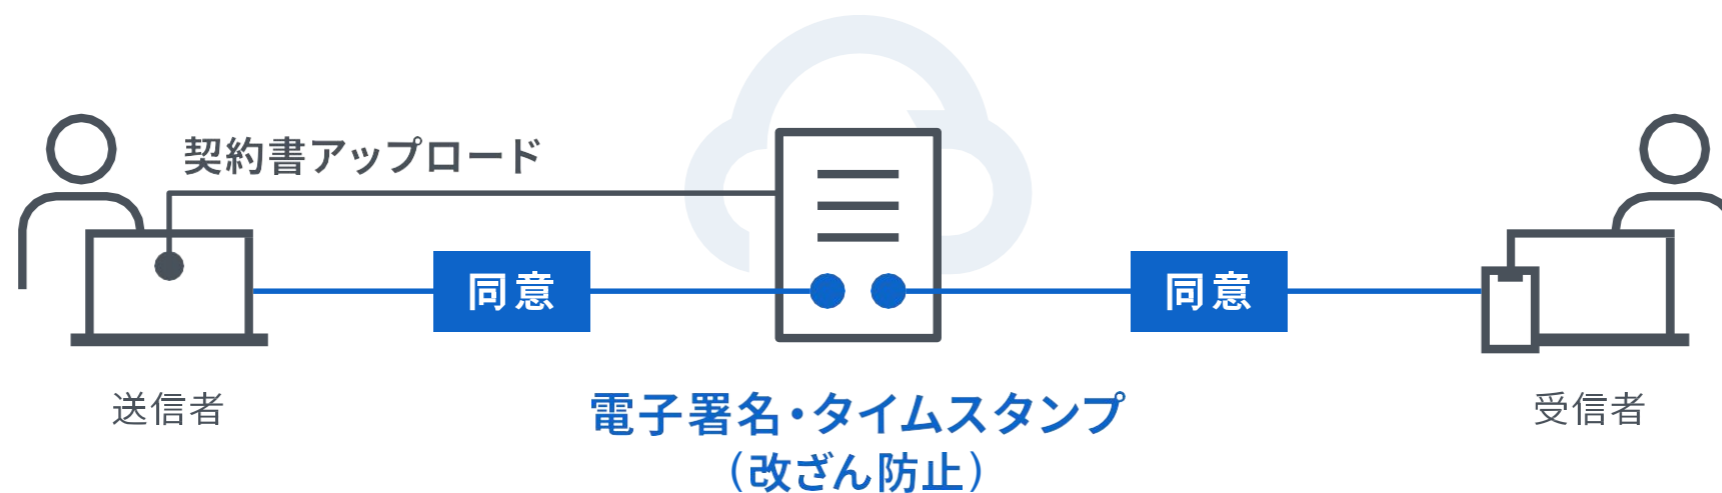 契約書アップロード
同意
同意
送信者
電子署名・タイムスタンプ
（改ざん防止）
受信者